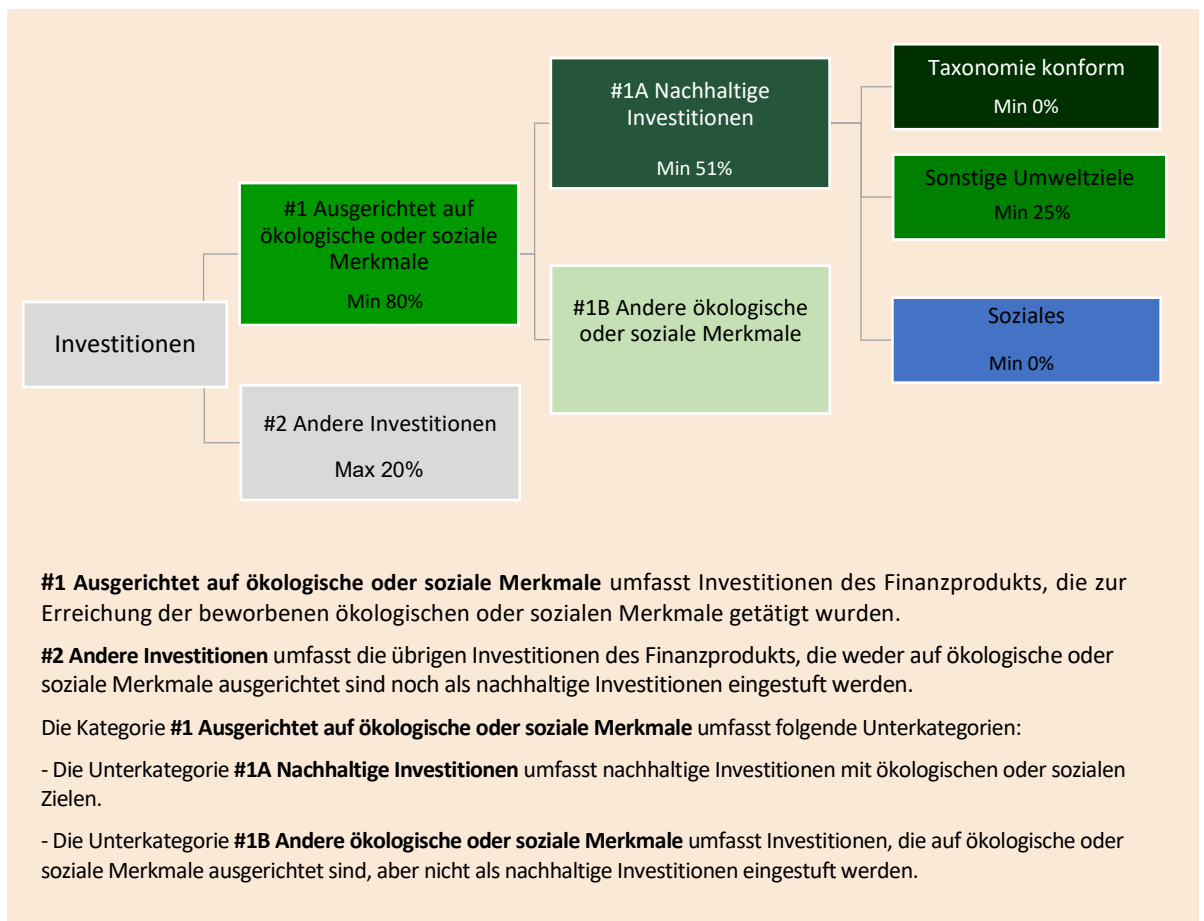 Investitionen
#1 Ausgerichtet auf
ökologische oder soziale
Merkmale
Min 80%
#2 Andere Investitionen
Max 20%
#1A Nachhaltige
Investitionen
Min 51%
#1B Andere ökologische
oder soziale Merkmale
Taxonomie konform
Min 0%
Sonstige Umweltziele
Min 25%
Soziales
Min 0%
#1 Ausgerichtet auf ökologische oder soziale Merkmale umfasst Investitionen des Finanzprodukts, die zur
Erreichung der beworbenen ökologischen oder sozialen Merkmale getätigt wurden.
#2 Andere Investitionen umfasst die übrigen Investitionen des Finanzprodukts, die weder auf ökologische oder
soziale Merkmale ausgerichtet sind noch als nachhaltige Investitionen eingestuft werden.
Die Kategorie #1 Ausgerichtet auf ökologische oder soziale Merkmale umfasst folgende Unterkategorien:
- Die Unterkategorie #1A Nachhaltige Investitionen umfasst nachhaltige Investitionen mit ökologischen oder sozialen
Zielen.
- Die Unterkategorie #1B Andere ökologische oder soziale Merkmale umfasst Investitionen, die auf ökologische oder
soziale Merkmale ausgerichtet sind, aber nicht als nachhaltige Investitionen eingestuft werden.